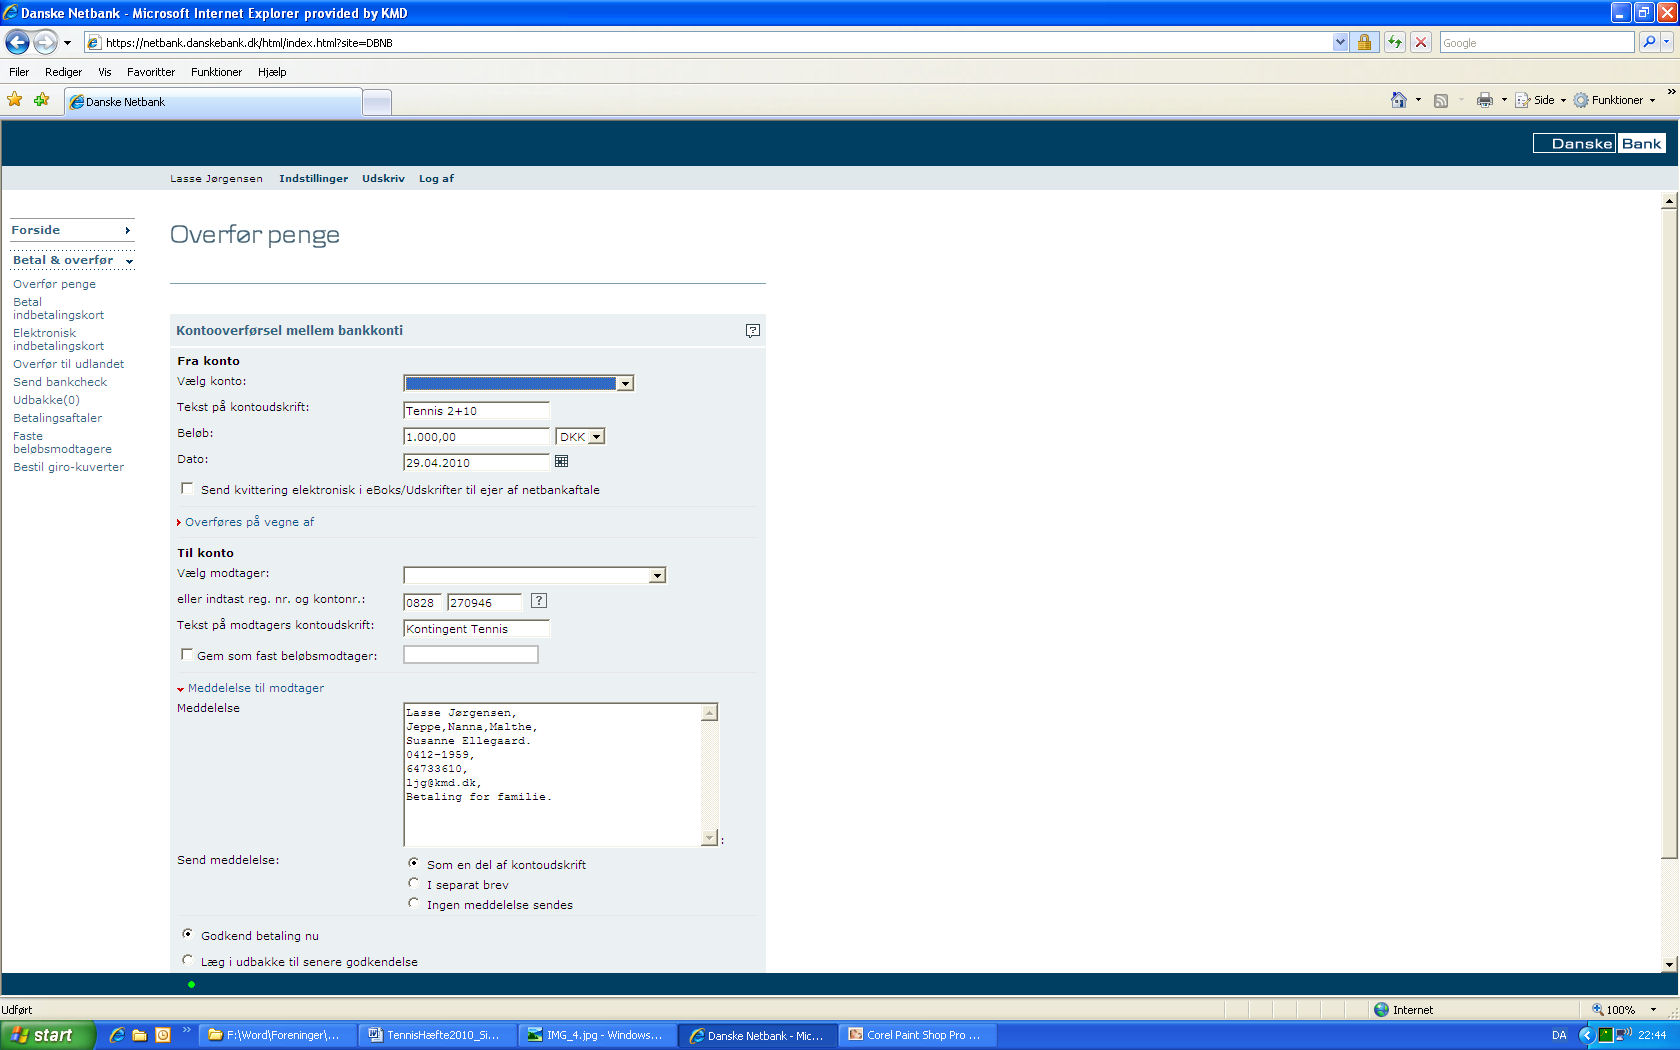 Danske Netbank - Microsoft Internet Explorer provided by KMD
https://netbank.danskebank.dk/html/index.html?site=DBNB
Google
Filer Rediger Vis Favoritter Funktioner Hjælp
Danske Netbank
Side Funktioner
Danske Bank
Lasse Jørgensen Indstillinger Udskriv Log af
Forside
Betal & overfør
Overfør penge
Betal
indbetalingskort
Elektronisk
indbetalingskort
Overfør til udlandet
Send bankcheck
Udbakke(0)
Betalingsaftaler
Faste
beløbsmodtagere
Bestil giro-kuverter
Overfør penge
Kontooverførsel mellem bankkonti
?
Fra konto
Vælg konto:
Tekst på kontoudskrift: Tennis 2+10
Beløb: 1.000,00 DKK
Dato: 29.04.2010
Send kvittering elektronisk i eBoks/Udskrifter til ejer af netbankaftale
Overføres på vegne af
Til konto
Vælg modtager:
eller indtast reg. nr. og kontonr.: 0828 270946 ?
Tekst på modtagers kontoudskrift: Kontingent Tennis
Gem som fast beløbsmodtager:
Meddelelse til modtager
Meddelelse
Lasse Jørgensen,
Jeppe,Nanna,Malthe,
Susanne Ellegaard.
0412-1959,
64733610,
ljg@kmd.dk,
Betaling for familie.
:
Send meddelelse:
Som en del af kontoudskrift
I separat brev
Ingen meddelelse sendes
Godkend betaling nu
Læg i udbakke til senere godkendelse
Udført
Internet
100%
start
F:\Word\Foreninger\...
TennisHæfte2010_Si...
IMG_4.jpg - Windows...
Danske Netbank - Mic...
Corel Paint Shop Pro ...
DA
22:44